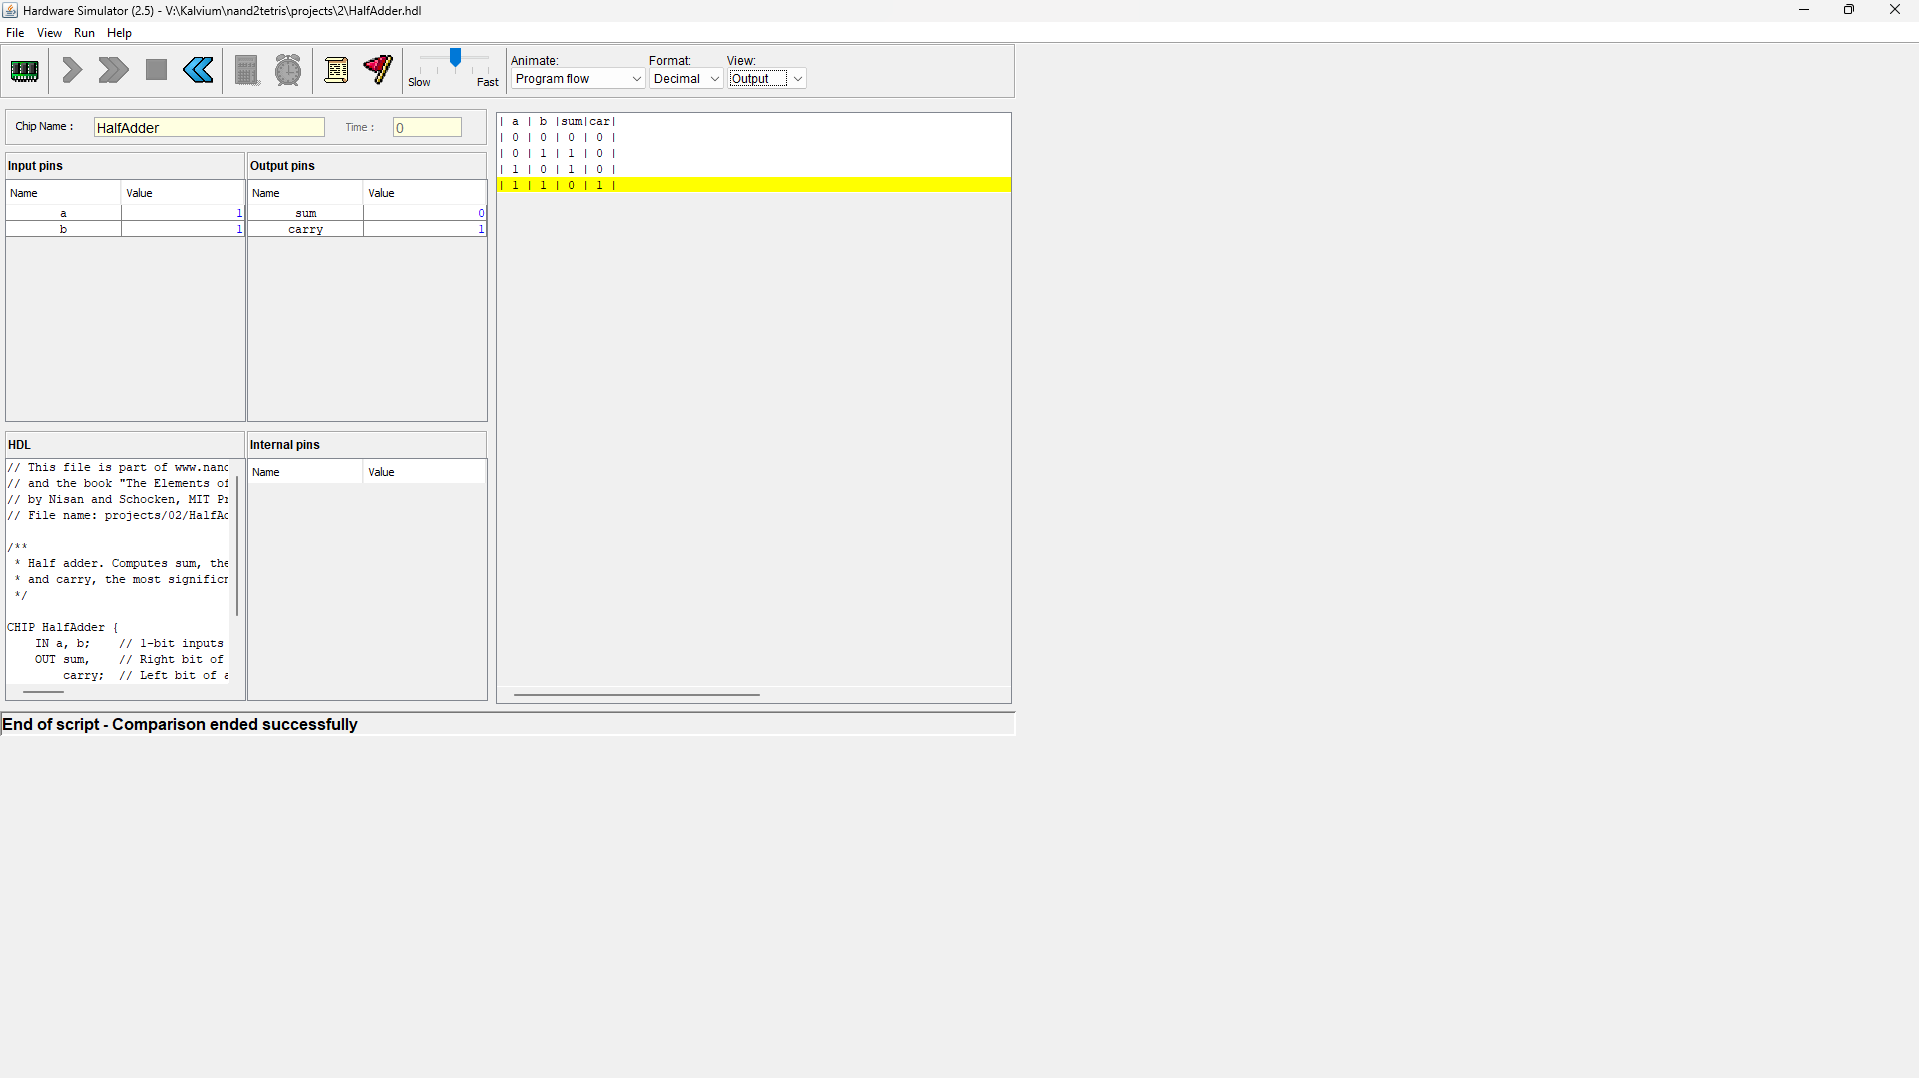 Hardware Simulator (2.5) - V:\Kalvium\nand2tetris\projects\2\HalfAdder.hdl
File View Run Help
Slow Fast
Animate: Format: View:
Program flow Decimal Output
Chip Name : HalfAdder Time : 0
Input pins
Name Value
a 1
b 1
Output pins
Name Value
sum 0
carry 1
HDL
// This file is part of www.nand
// and the book "The Elements of
// by Nisan and Schocken, MIT Pr
// File name: projects/02/HalfAd
/**
* Half adder. Computes sum, the
* and carry, the most significn
*/
CHIP HalfAdder {
IN a, b; // 1-bit inputs
OUT sum, // Right bit of
carry; // Left bit of a
Internal pins
Name Value
| a | b |sum|car|
| 0 | 0 | 0 | 0 |
| 0 | 1 | 1 | 0 |
| 1 | 0 | 1 | 0 |
| 1 | 1 | 0 | 1 |
End of script - Comparison ended successfully